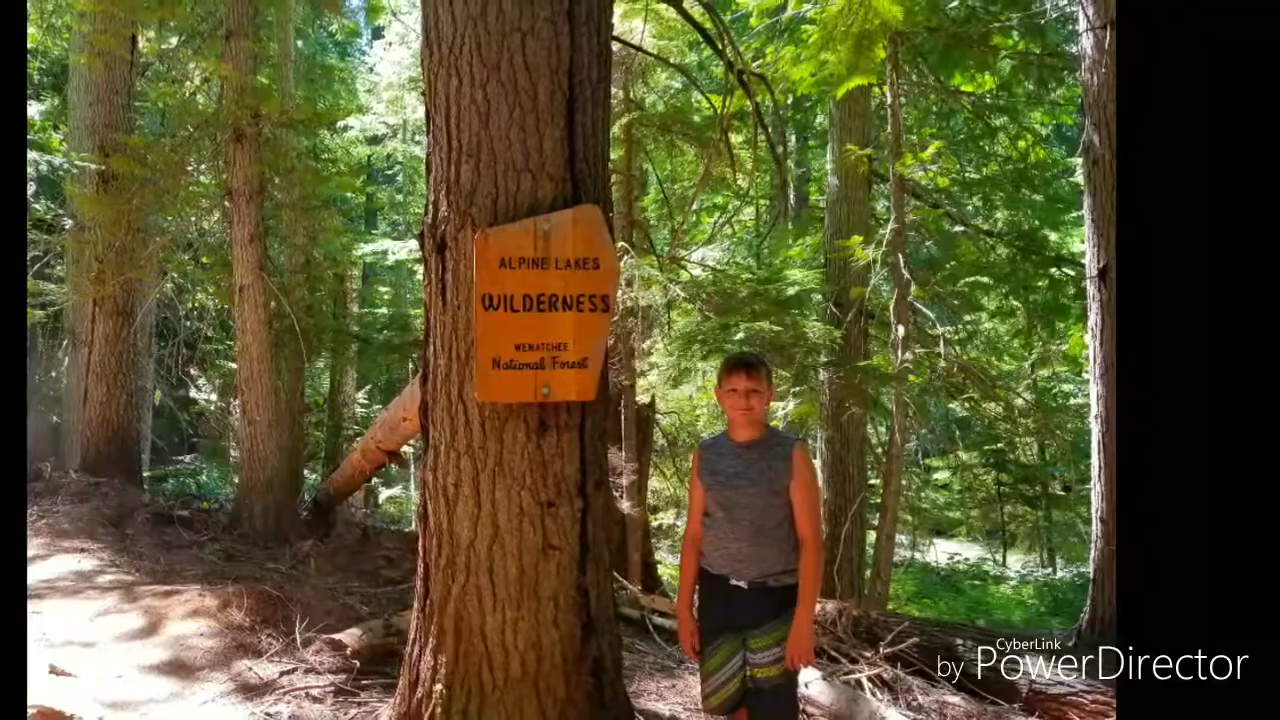 ALPINE LAKES
WILDERNESS
WENATCHEE
National Forest
CyberLink
by PowerDirector